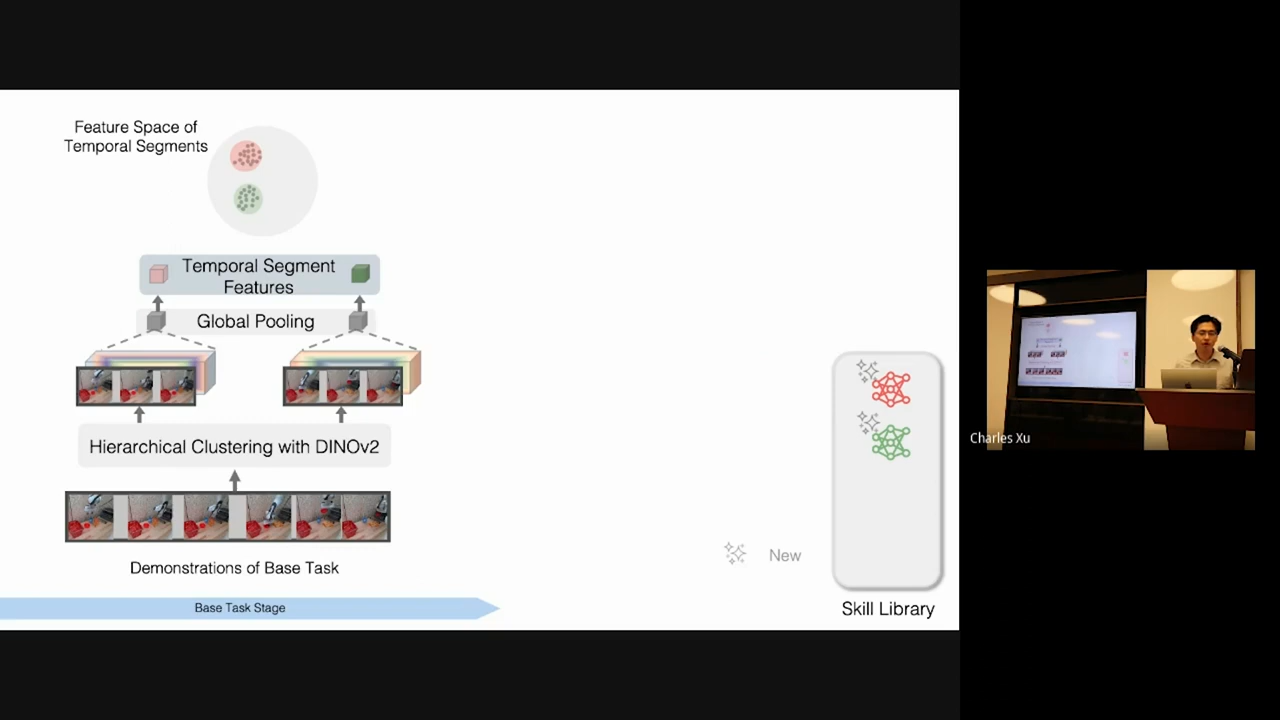 Feature Space of
Temporal Segments
Temporal Segment
Features
Global Pooling
Hierarchical Clustering with DINOv2
Demonstrations of Base Task
Base Task Stage
New
Skill Library
Charles Xu